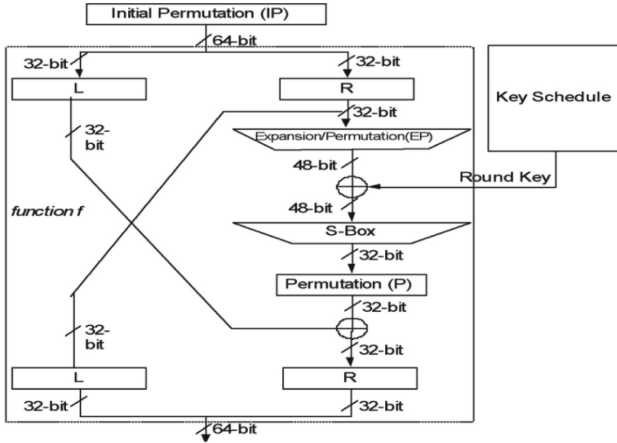 Initial Permutation (IP)
64-bit
32-bit
32-bit
L
R
Key Schedule
32-bit
32-
bit
Expansion/Permutation(EP)
48-bit
Round Key
48-bit
function f
S-Box
32-bit
Permutation (P)
32-bit
32-
bit
32-bit
L
R
32-bit
32-bit
64-bit